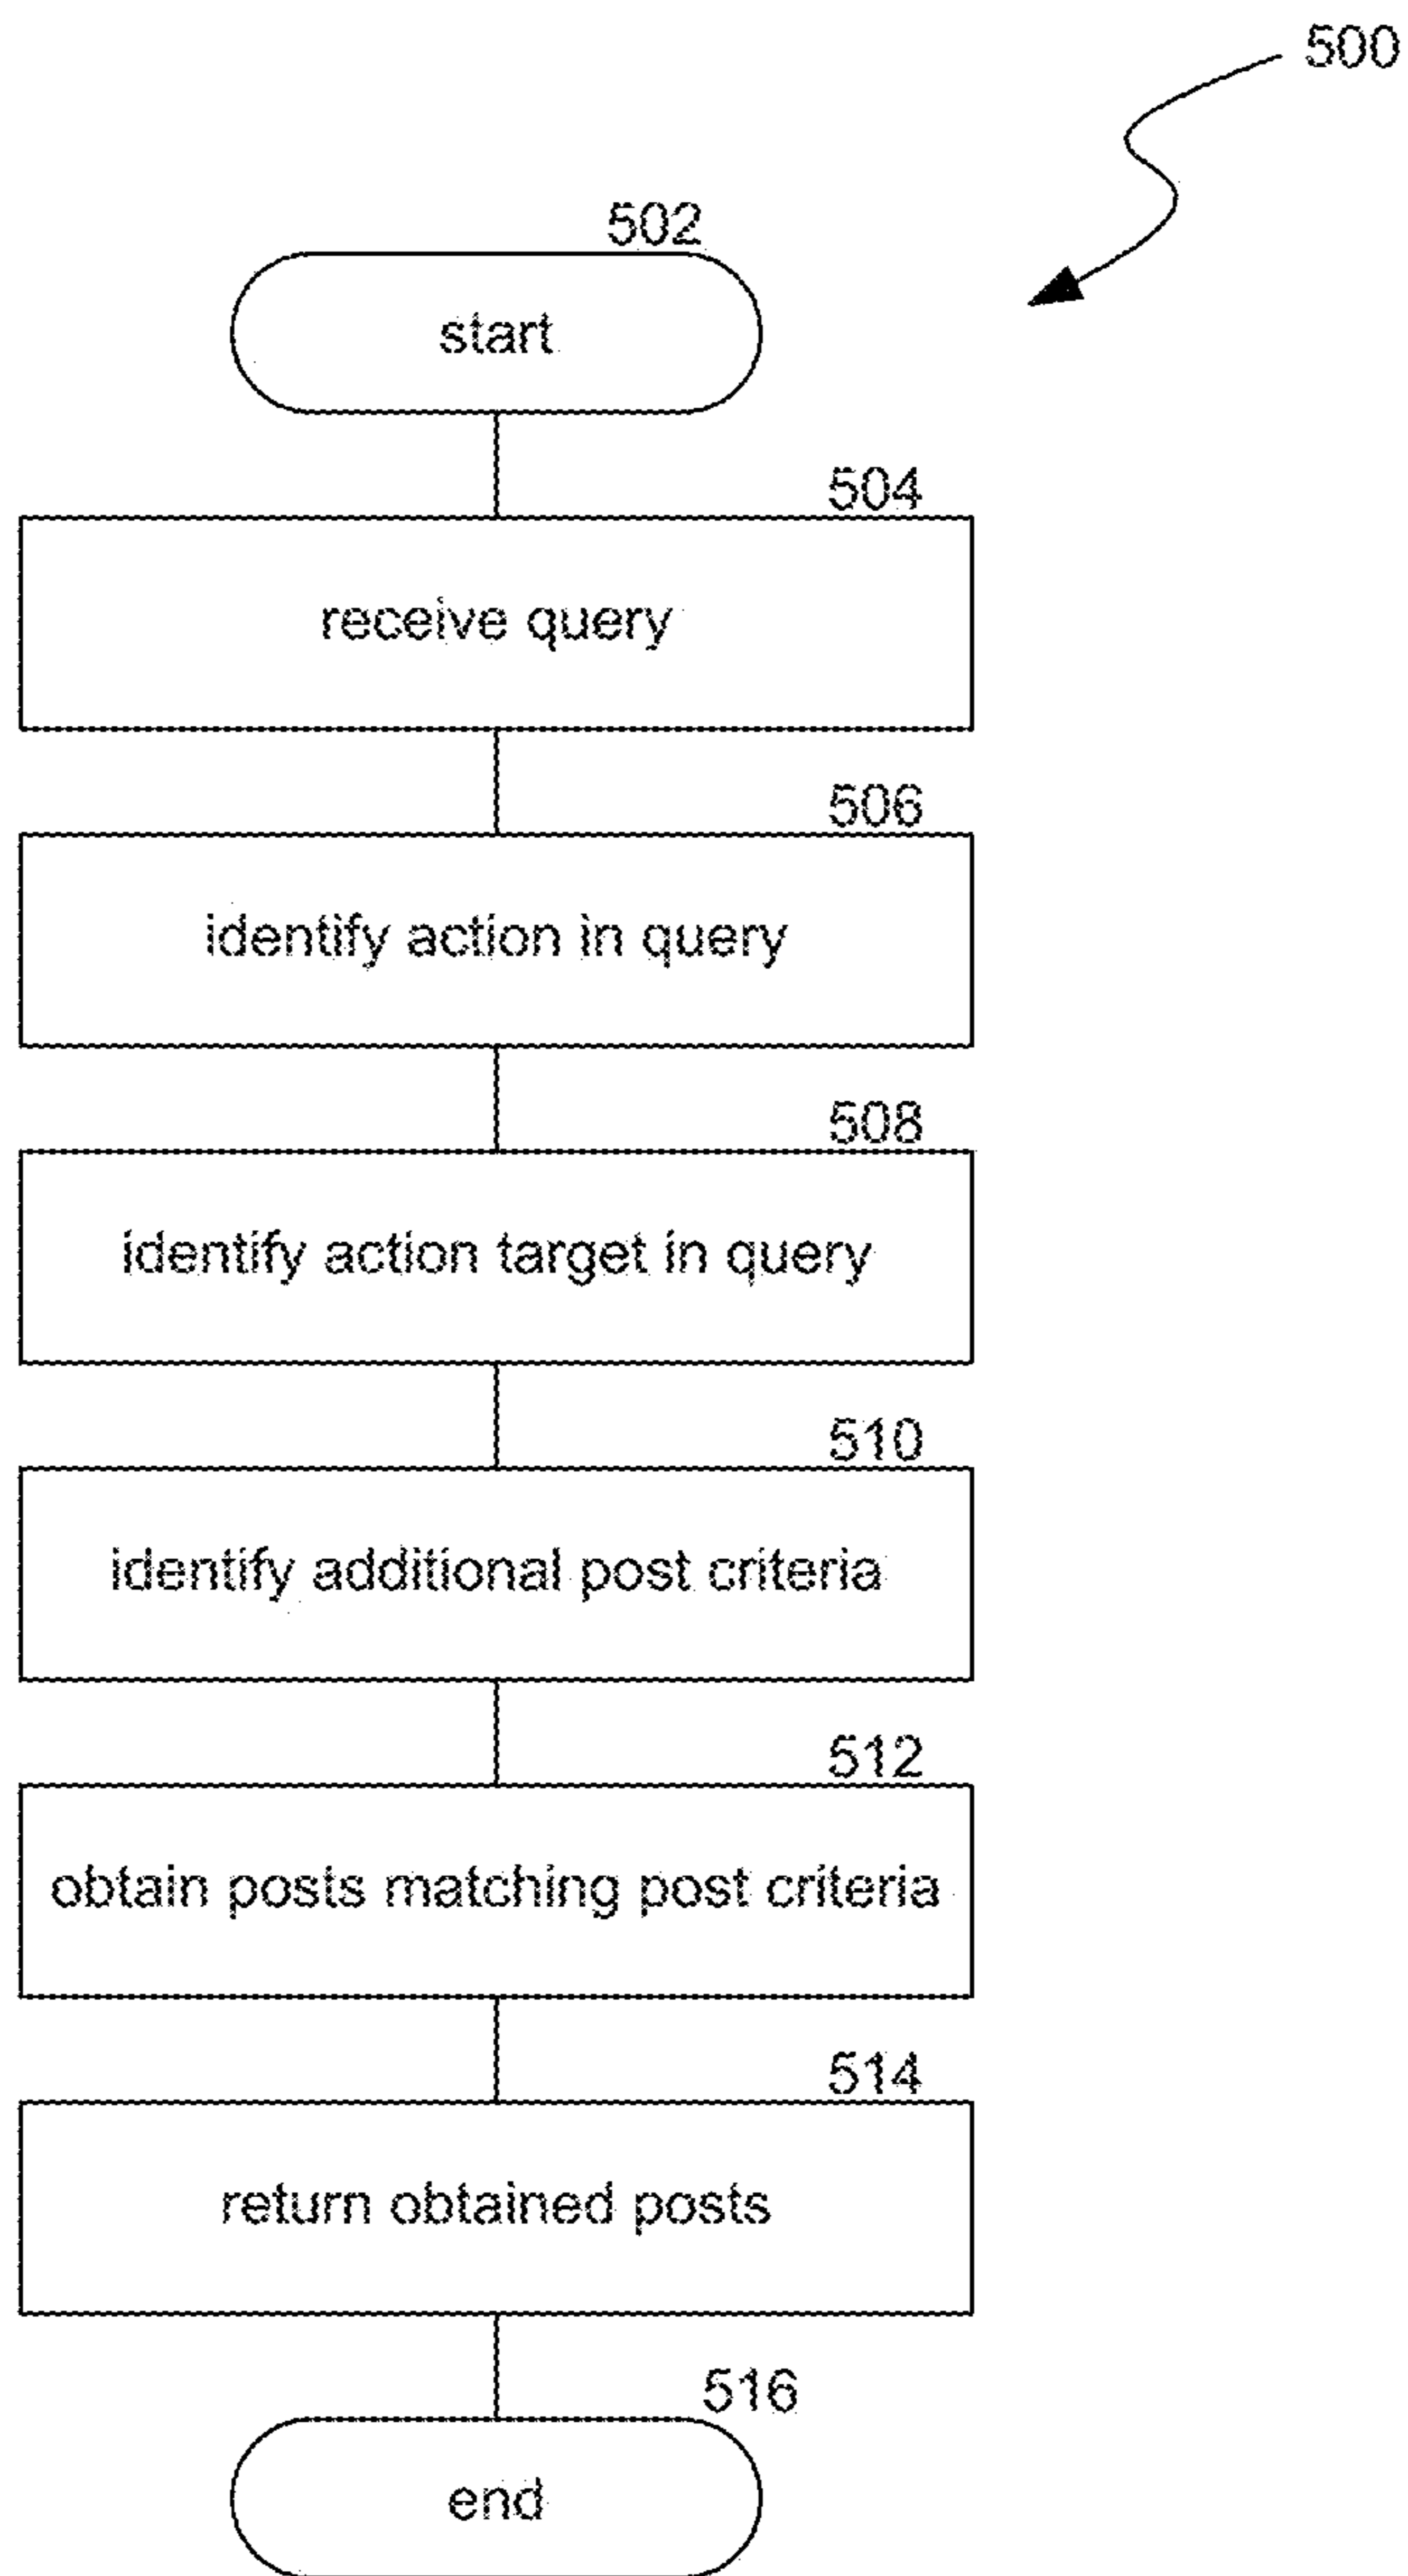 500
502
start
504
receive query
506
identify action in query
508
identify action target in query
510
identify additional post criteria
512
obtain posts matching post criteria
514
return obtained posts
516
end